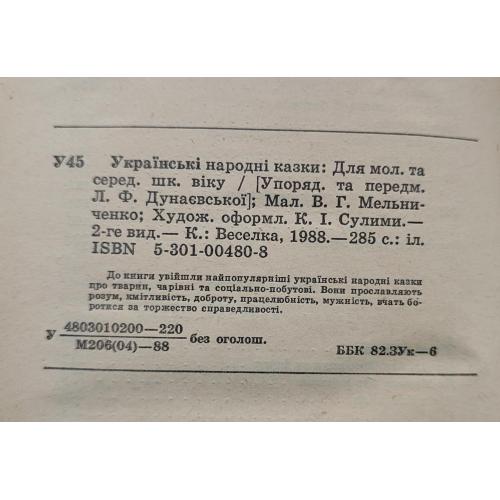 У45 Українські народні казки: Для мол. та
серед. шк. віку / [Упоряд. та передм.
Л. Ф. Дунаєвської]; Мал. В. Г. Мельни-
ченко; Худож. оформл. К. І. Сулими.—
2-ге вид.— К.: Веселка, 1988.—285 с.: іл.
ISBN 5-301-00480-8
До книги увійшли найпопулярніші українські народні казки
про тварин, чарівні та соціально-побутові. Вони прославляють
розум, кмітливість, доброту, працелюбність, мужність, вчать бо-
ротися за торжество справедливості.
У 4803010200—220
М206(04)—88 без оголош.
ББК 82.3Ук—6